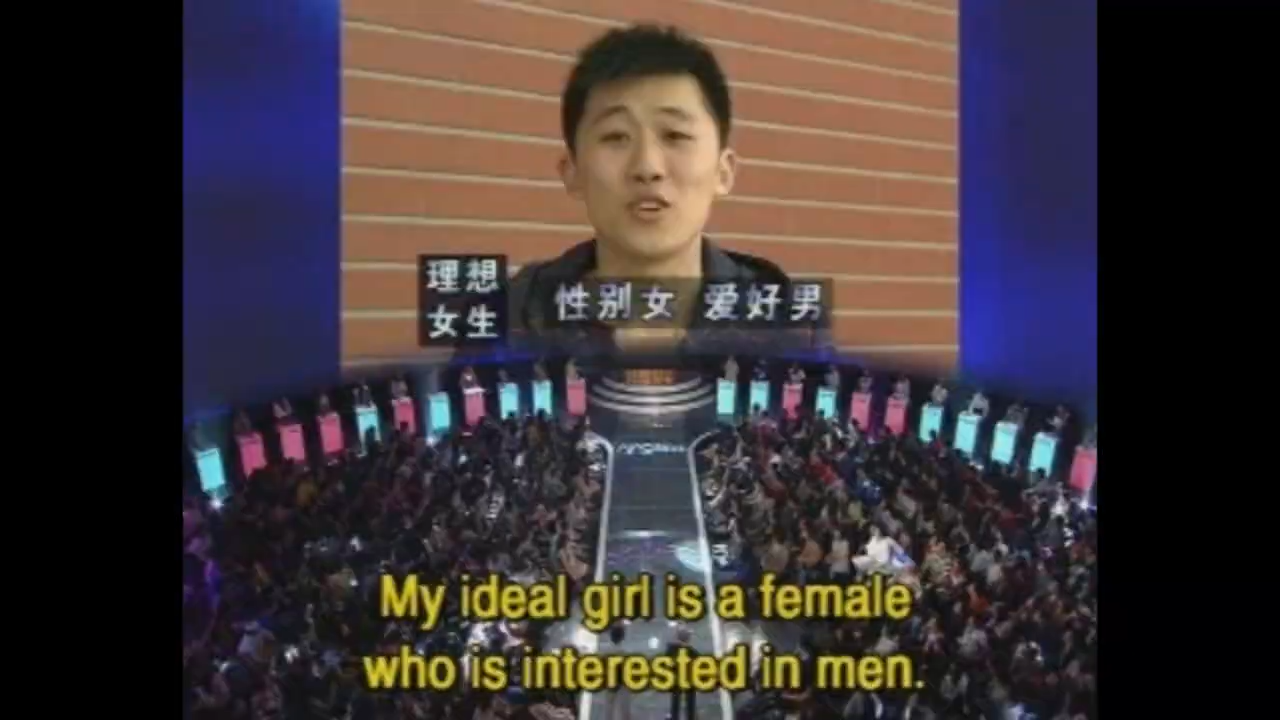 理想
女生
性别女 爱好男
My ideal girl is a female
who is interested in men.